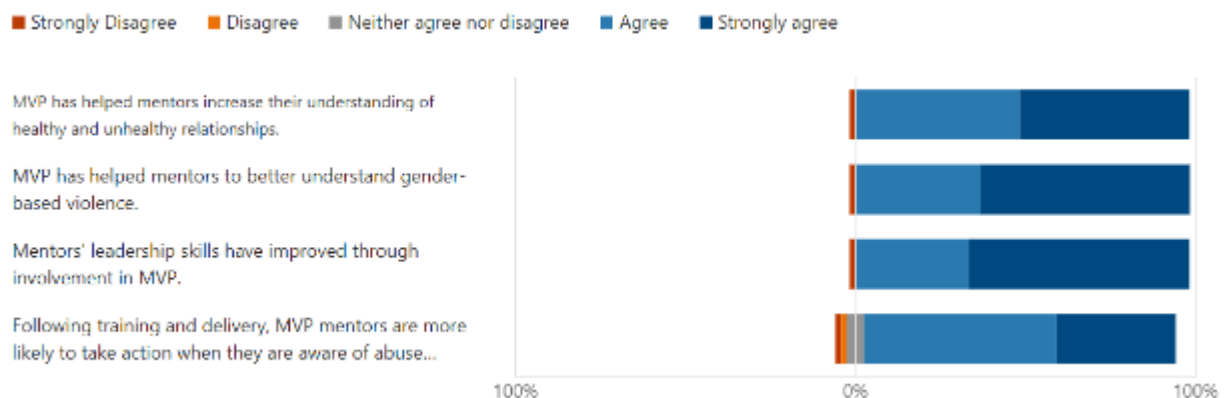 Strongly Disagree Disagree Neither agree nor disagree Agree Strongly agree
MVP has helped mentors increase their understanding of
healthy and unhealthy relationships.
MVP has helped mentors to better understand gender-
based violence.
Mentors' leadership skills have improved through
involvement in MVP.
Following training and delivery, MVP mentors are more
likely to take action when they are aware of abuse...
100% 0% 100%